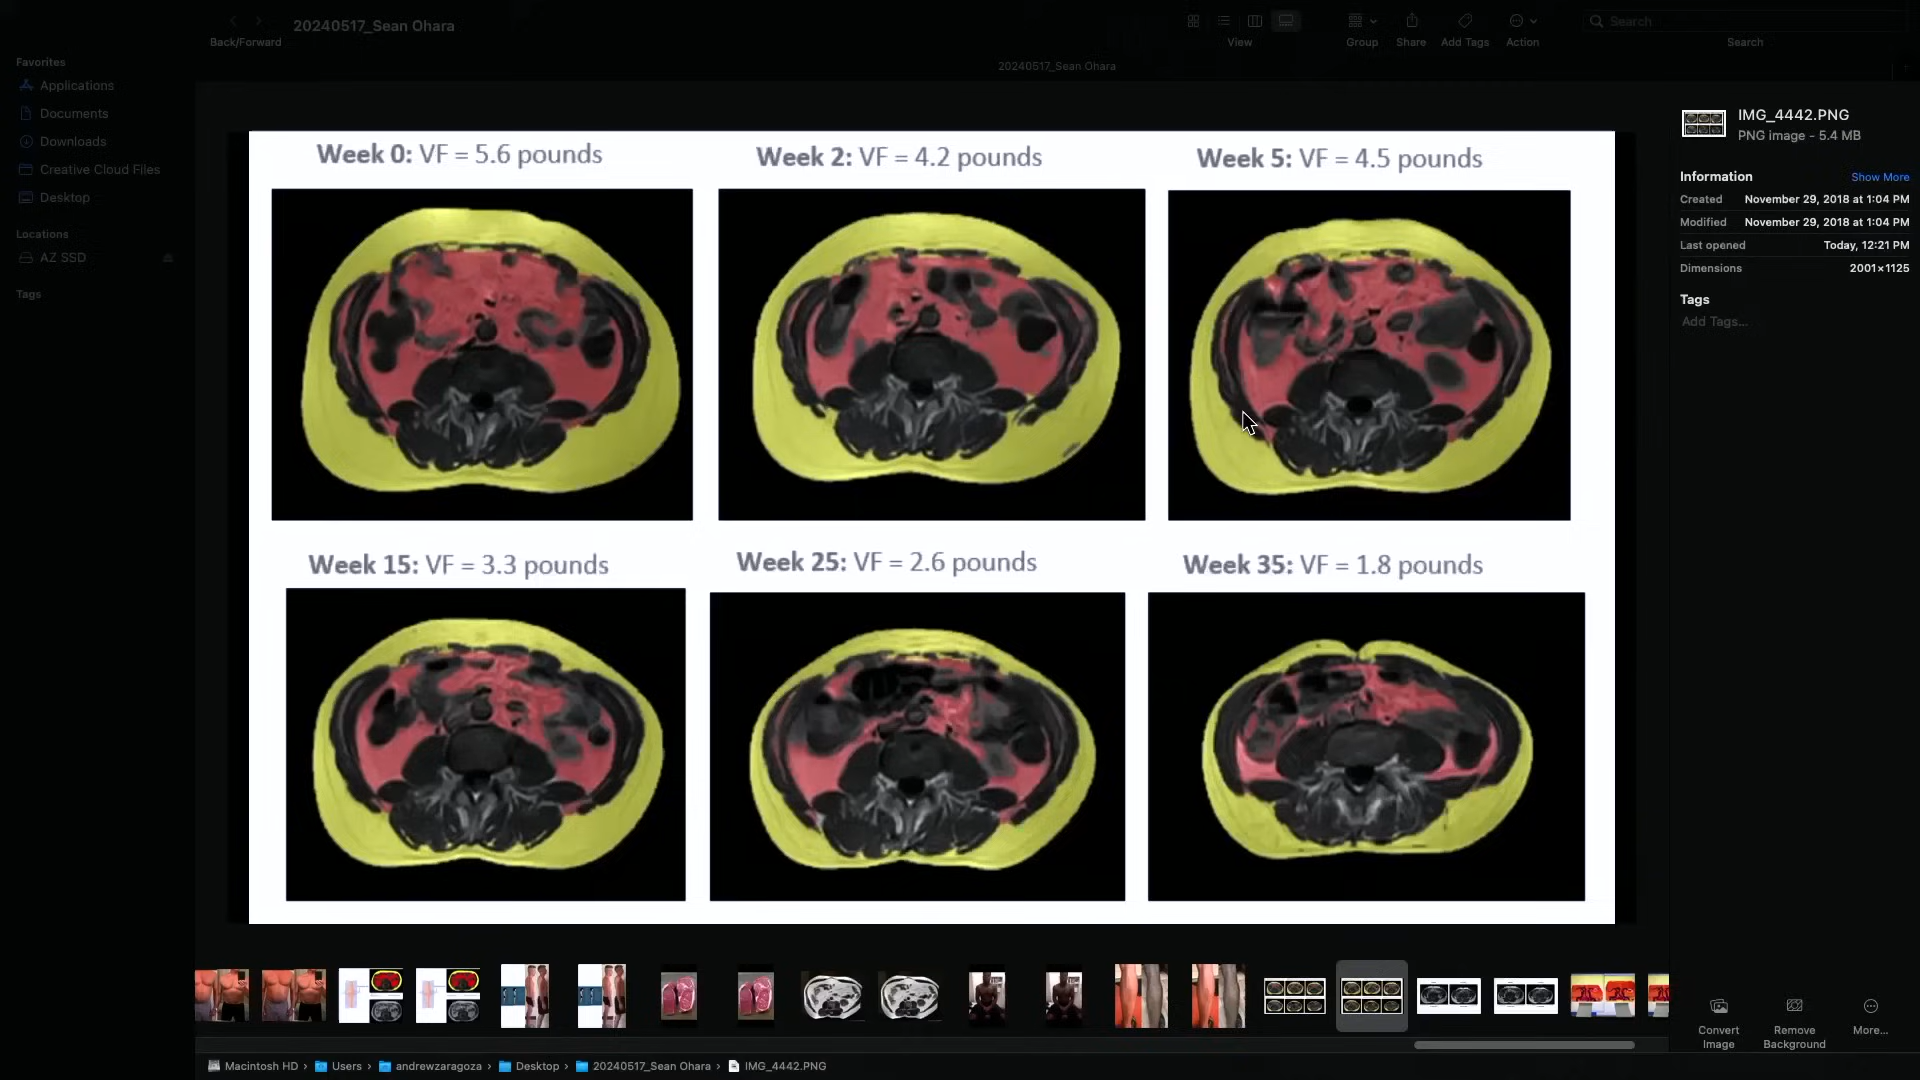 20240517_Sean Ohara
Back/Forward
View
Group
Share
Add Tags
Action
Search
Search
20240517_Sean Ohara
Favorites
Applications
Documents
Downloads
Creative Cloud Files
Desktop
Locations
AZ SSD
Tags
Week 0: VF = 5.6 pounds
Week 2: VF = 4.2 pounds
Week 5: VF = 4.5 pounds
Week 15: VF = 3.3 pounds
Week 25: VF = 2.6 pounds
Week 35: VF = 1.8 pounds
IMG_4442.PNG
PNG image - 5.4 MB
Information Show More
Created November 29, 2018 at 1:04 PM
Modified November 29, 2018 at 1:04 PM
Last opened Today, 12:21 PM
Dimensions 2001×1125
Tags
Add Tags...
Convert Image
Remove Background
More...
Macintosh HD › Users › andrewzaragoza › Desktop › 20240517_Sean Ohara › IMG_4442.PNG